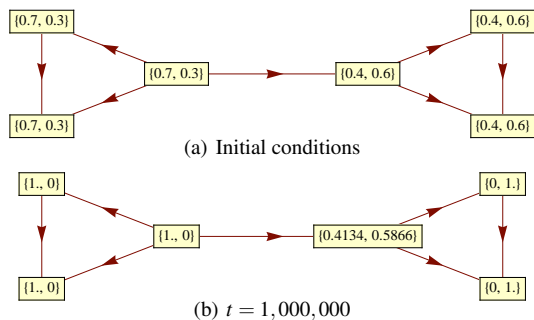 {0.7, 0.3} {0.4, 0.6}
{0.7, 0.3} {0.4, 0.6}
{0.7, 0.3} {0.4, 0.6}
(a) Initial conditions
{1., 0} {0, 1.}
{1., 0} {0.4134, 0.5866}
{1., 0} {0, 1.}
(b) t = 1,000,000